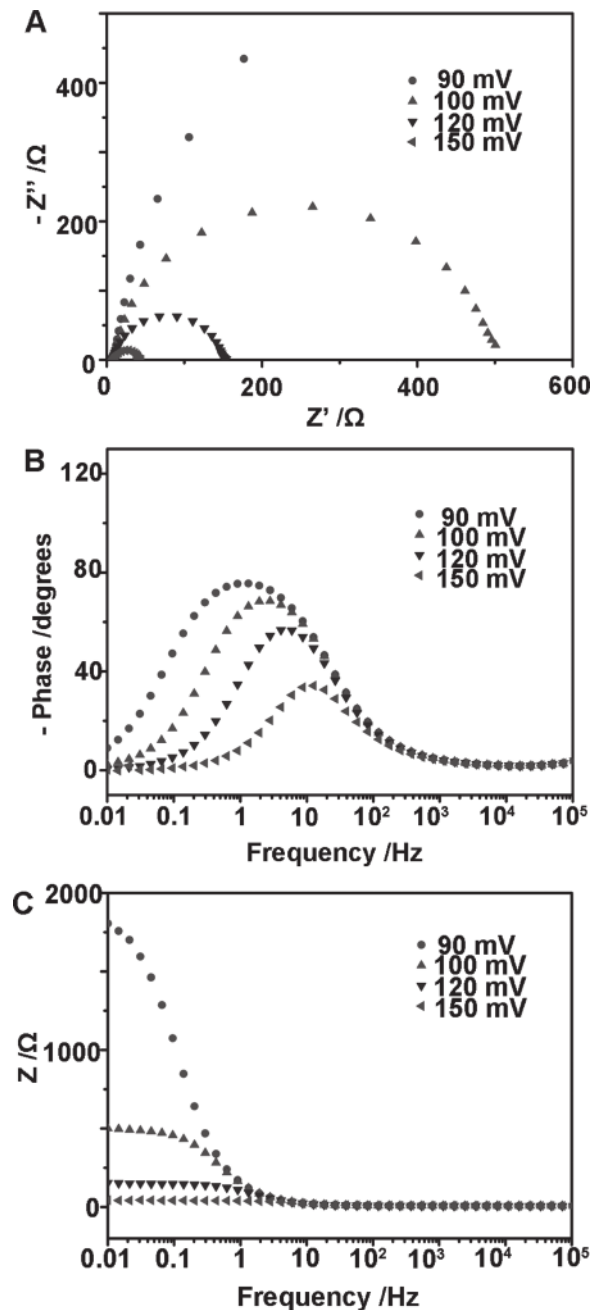 A
- Z'' /Ω
400
200
0
90 mV
100 mV
120 mV
150 mV
0 200 400 600
Z' /Ω
B
- Phase /degrees
120
80
40
0
90 mV
100 mV
120 mV
150 mV
0.01 0.1 1 10 10² 10³ 10⁴ 10⁵
Frequency /Hz
C
Z /Ω
2000
1000
0
90 mV
100 mV
120 mV
150 mV
0.01 0.1 1 10 10² 10³ 10⁴ 10⁵
Frequency /Hz